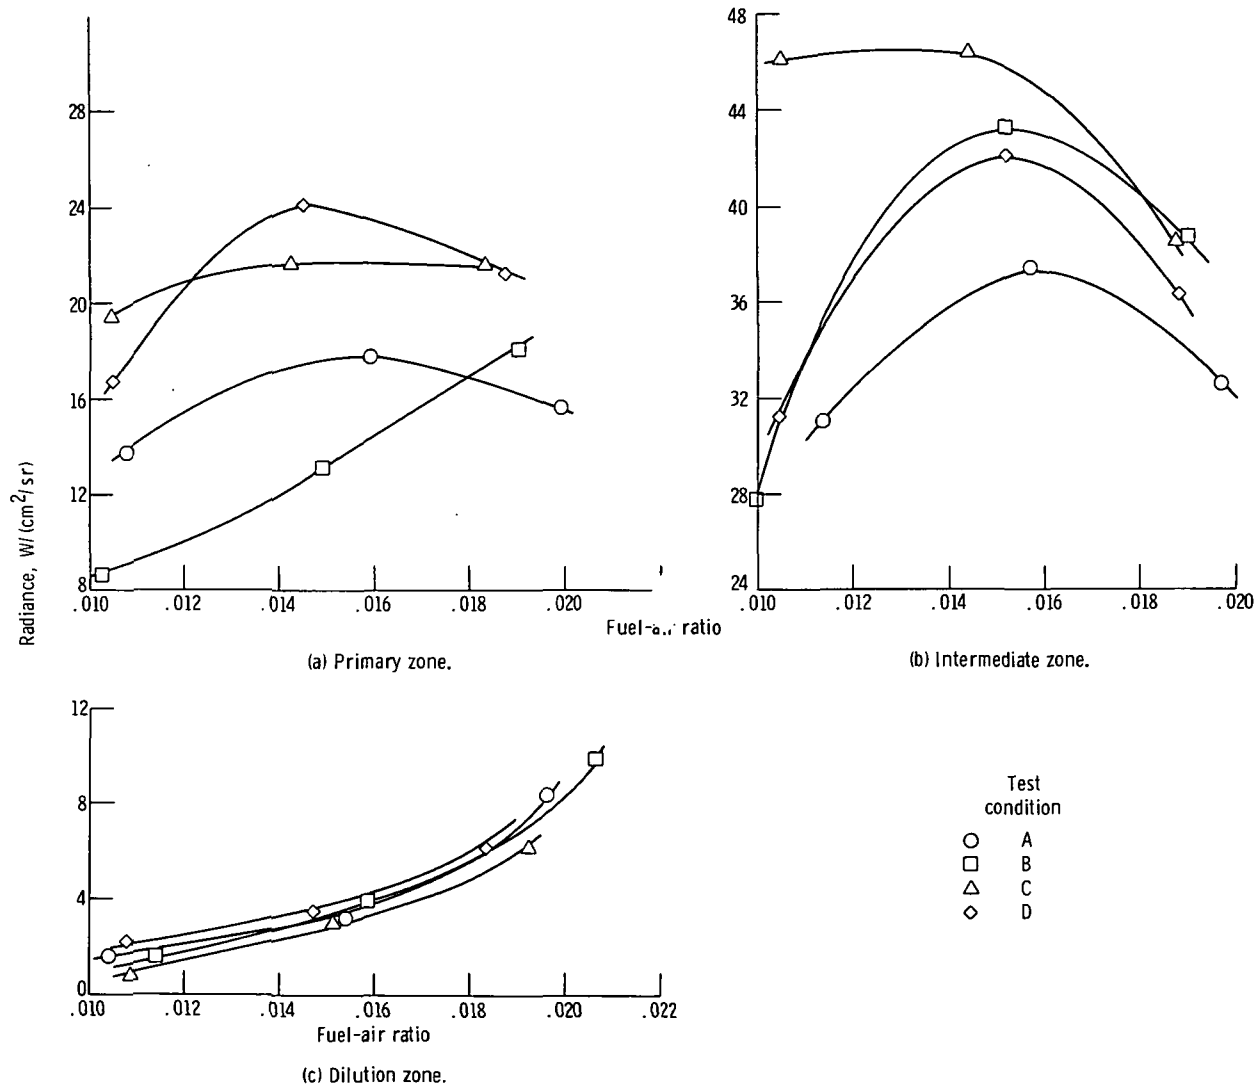 Radiance, W/(cm²/sr)
28
24
20
16
12
8
.010 .012 .014 .016 .018 .020
(a) Primary zone.
48
44
40
36
32
28
24
.010 .012 .014 .016 .018 .020
Fuel-air ratio
(b) Intermediate zone.
12
8
4
0
.010 .012 .014 .016 .018 .020 .022
Fuel-air ratio
(c) Dilution zone.
Test
condition
A
B
C
D